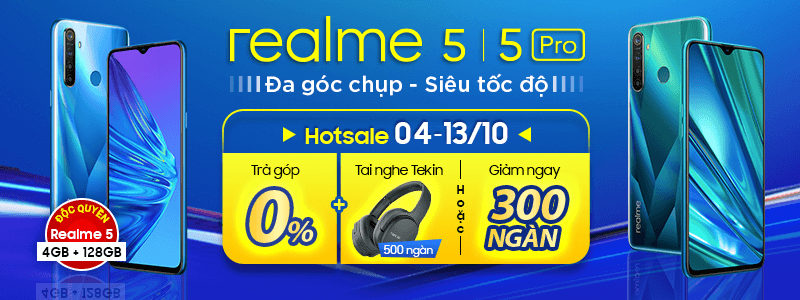 realme 5 | 5 Pro
Đa góc chụp - Siêu tốc độ
Hotsale 04-13/10
Trả góp
0%
+
Tai nghe Tekin
500 ngàn
Hoặc
Giảm ngay
300
NGÀN
ĐỘC QUYỀN
Realme 5
4GB + 128GB
realme